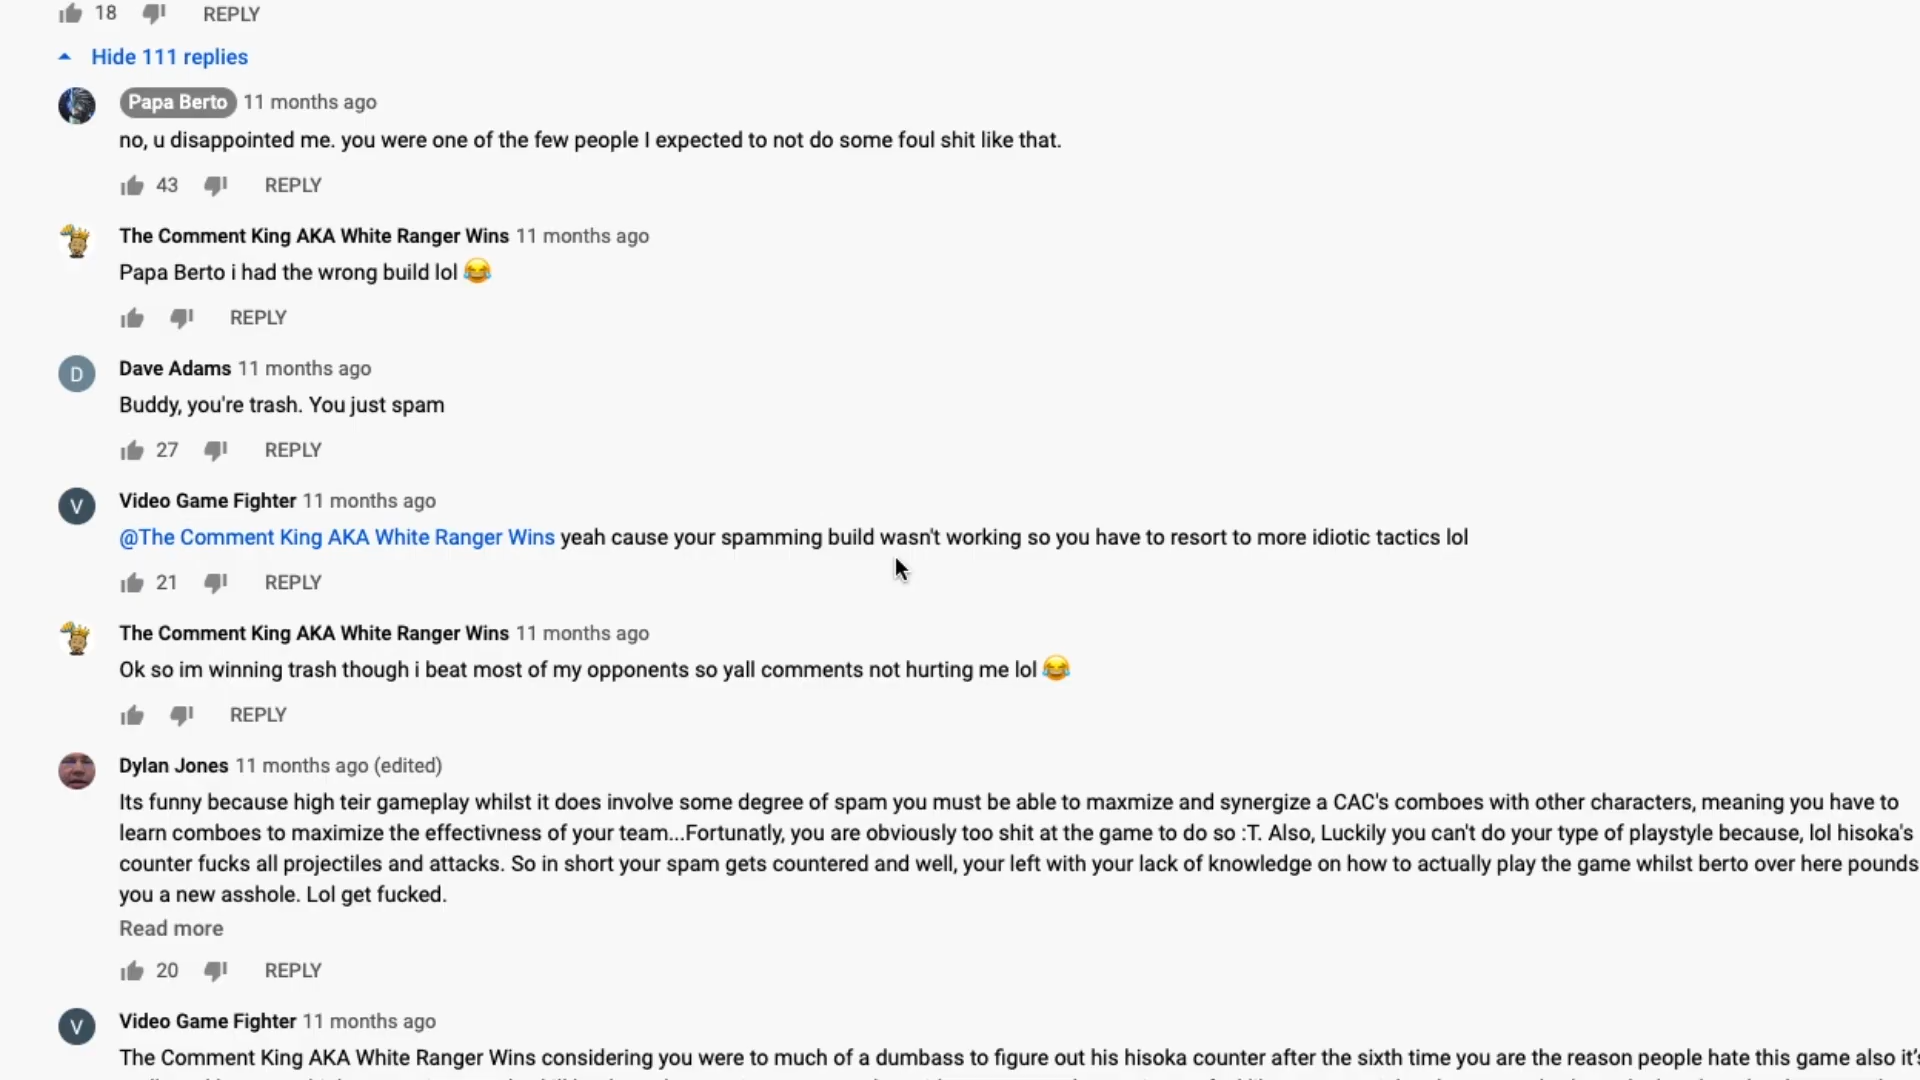 18 REPLY
Hide 111 replies
Papa Berto 11 months ago
no, u disappointed me. you were one of the few people I expected to not do some foul shit like that.
43 REPLY
The Comment King AKA White Ranger Wins 11 months ago
Papa Berto i had the wrong build lol 😂
REPLY
D Dave Adams 11 months ago
Buddy, you're trash. You just spam
27 REPLY
V Video Game Fighter 11 months ago
@The Comment King AKA White Ranger Wins yeah cause your spamming build wasn't working so you have to resort to more idiotic tactics lol
21 REPLY
The Comment King AKA White Ranger Wins 11 months ago
Ok so im winning trash though i beat most of my opponents so yall comments not hurting me lol 😂
REPLY
Dylan Jones 11 months ago (edited)
Its funny because high teir gameplay whilst it does involve some degree of spam you must be able to maxmize and synergize a CAC's comboes with other characters, meaning you have to
learn comboes to maximize the effectivness of your team...Fortunatly, you are obviously too shit at the game to do so :T. Also, Luckily you can't do your type of playstyle because, lol hisoka's
counter fucks all projectiles and attacks. So in short your spam gets countered and well, your left with your lack of knowledge on how to actually play the game whilst berto over here pounds
you a new asshole. Lol get fucked.
Read more
20 REPLY
V Video Game Fighter 11 months ago
The Comment King AKA White Ranger Wins considering you were to much of a dumbass to figure out his hisoka counter after the sixth time you are the reason people hate this game also it's